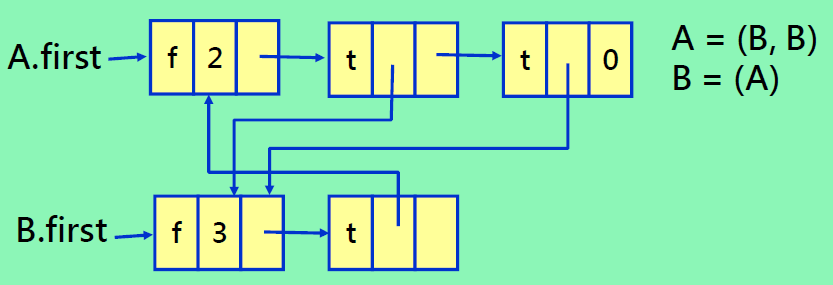 A.first f 2 t t 0 A = (B, B)
B = (A)
B.first f 3 t